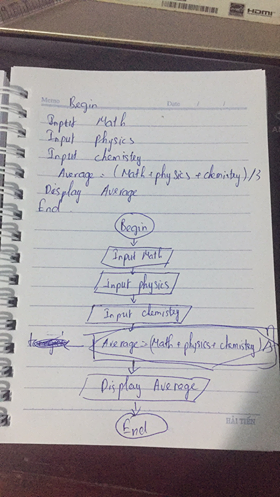 HDMI
Memo
Date / /
Begin
Input Math
Input physics
Input chemistry
Average = (Math + physics + chemistry)/3
Display Average
End
Begin
Input Math
Input physics
Input chemistry
Average = (Math + physics + chemistry)/3
Display Average
End
HẢI TIẾN